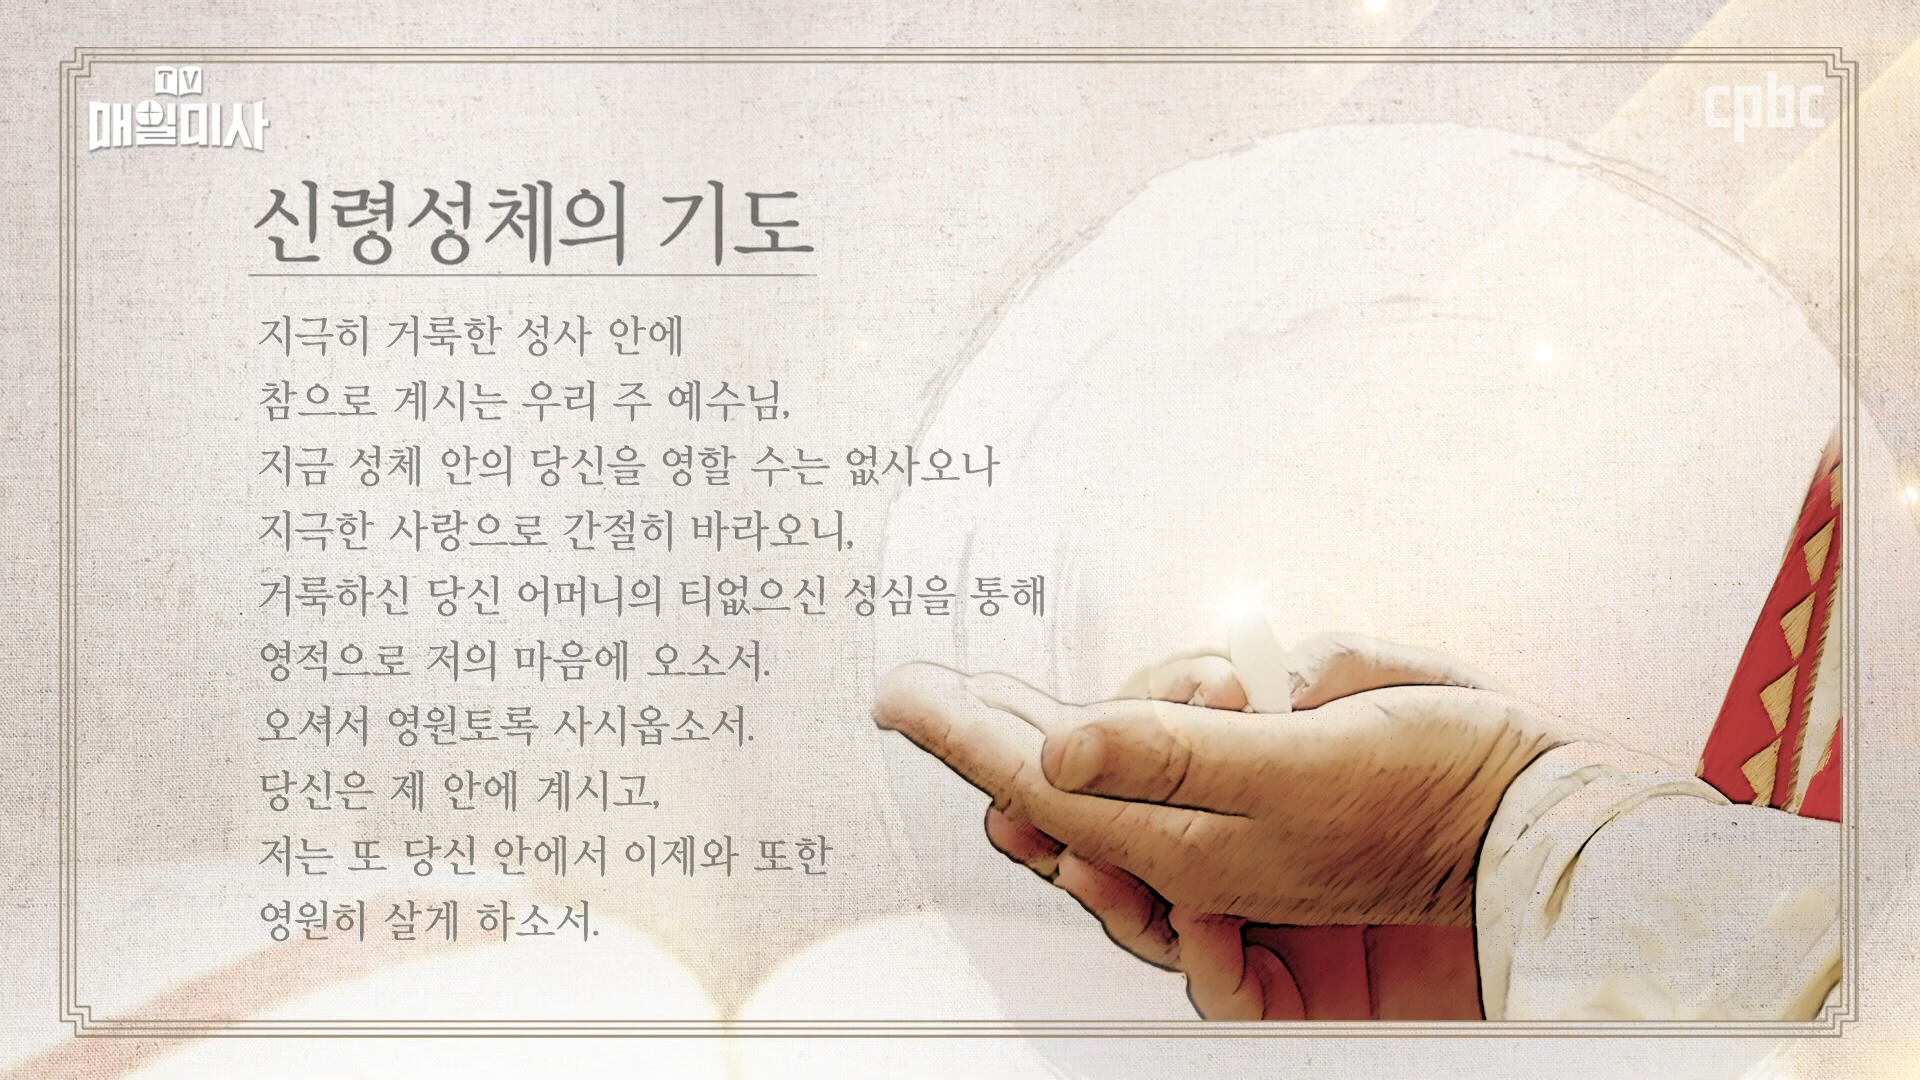 TV
매일미사
cpbc
신령성체의 기도
지극히 거룩한 성사 안에
참으로 계시는 우리 주 예수님,
지금 성체 안의 당신을 영할 수는 없사오나
지극한 사랑으로 간절히 바라오니,
거룩하신 당신 어머니의 티없으신 성심을 통해
영적으로 저의 마음에 오소서.
오셔서 영원토록 사시옵소서.
당신은 제 안에 계시고,
저는 또 당신 안에서 이제와 또한
영원히 살게 하소서.